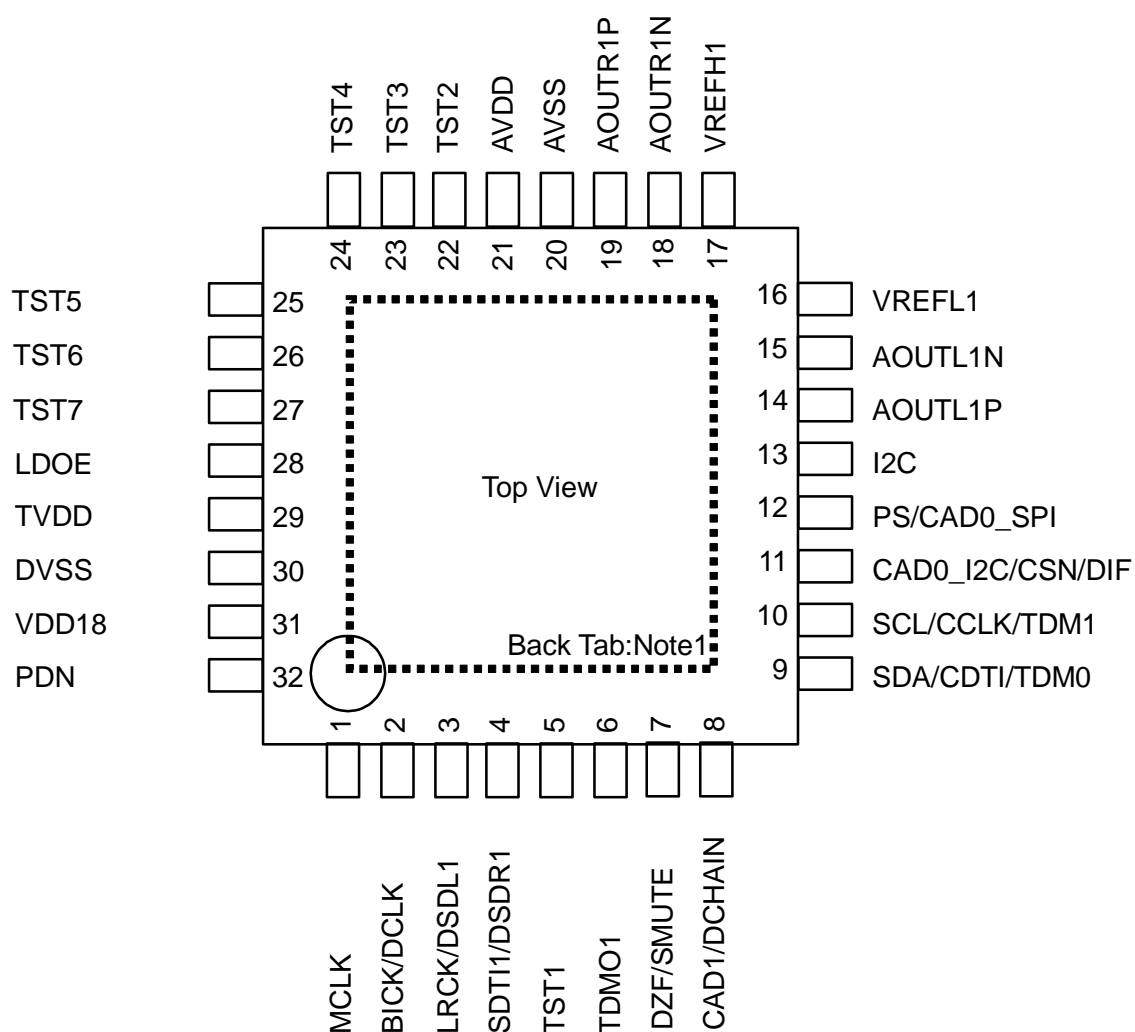 TST4
TST3
TST2
AVDD
AVSS
AOUTR1P
AOUTR1N
VREFH1
24
23
22
21
20
19
18
17
TST5
25
16
VREFL1
TST6
26
15
AOUTL1N
TST7
27
14
AOUTL1P
LDOE
28
13
I2C
Top View
TVDD
29
12
PS/CAD0_SPI
DVSS
30
11
CAD0_I2C/CSN/DIF
VDD18
31
10
SCL/CCLK/TDM1
Back Tab:Note1
PDN
32
9
SDA/CDTI/TDM0
1
2
3
4
5
6
7
8
MCLK
BICK/DCLK
LRCK/DSDL1
SDTI1/DSDR1
TST1
TDMO1
DZF/SMUTE
CAD1/DCHAIN